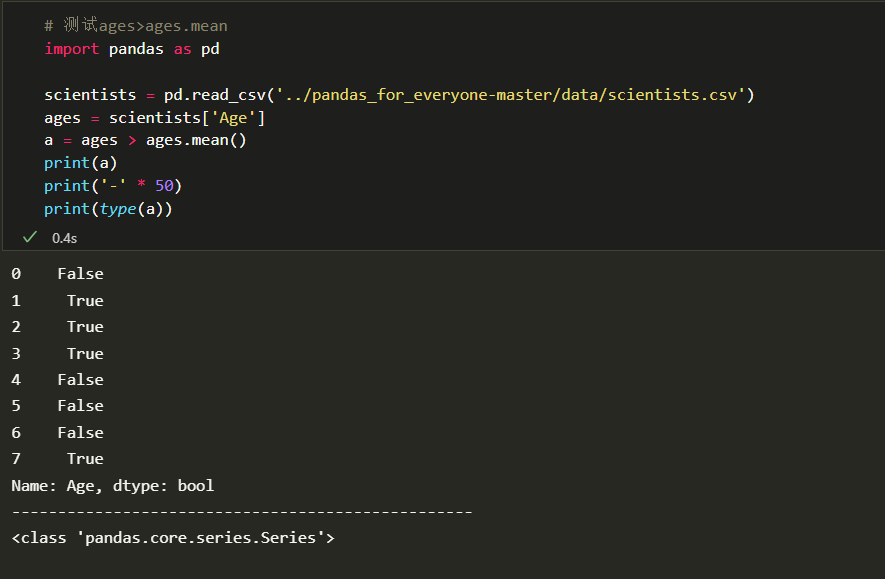 # 测试ages>ages.mean
import pandas as pd
scientists = pd.read_csv('../pandas_for_everyone-master/data/scientists.csv')
ages = scientists['Age']
a = ages > ages.mean()
print(a)
print('-' * 50)
print(type(a))
0.4s
0    False
1     True
2     True
3     True
4    False
5    False
6    False
7     True
Name: Age, dtype: bool
--------------------------------------------------
<class 'pandas.core.series.Series'>